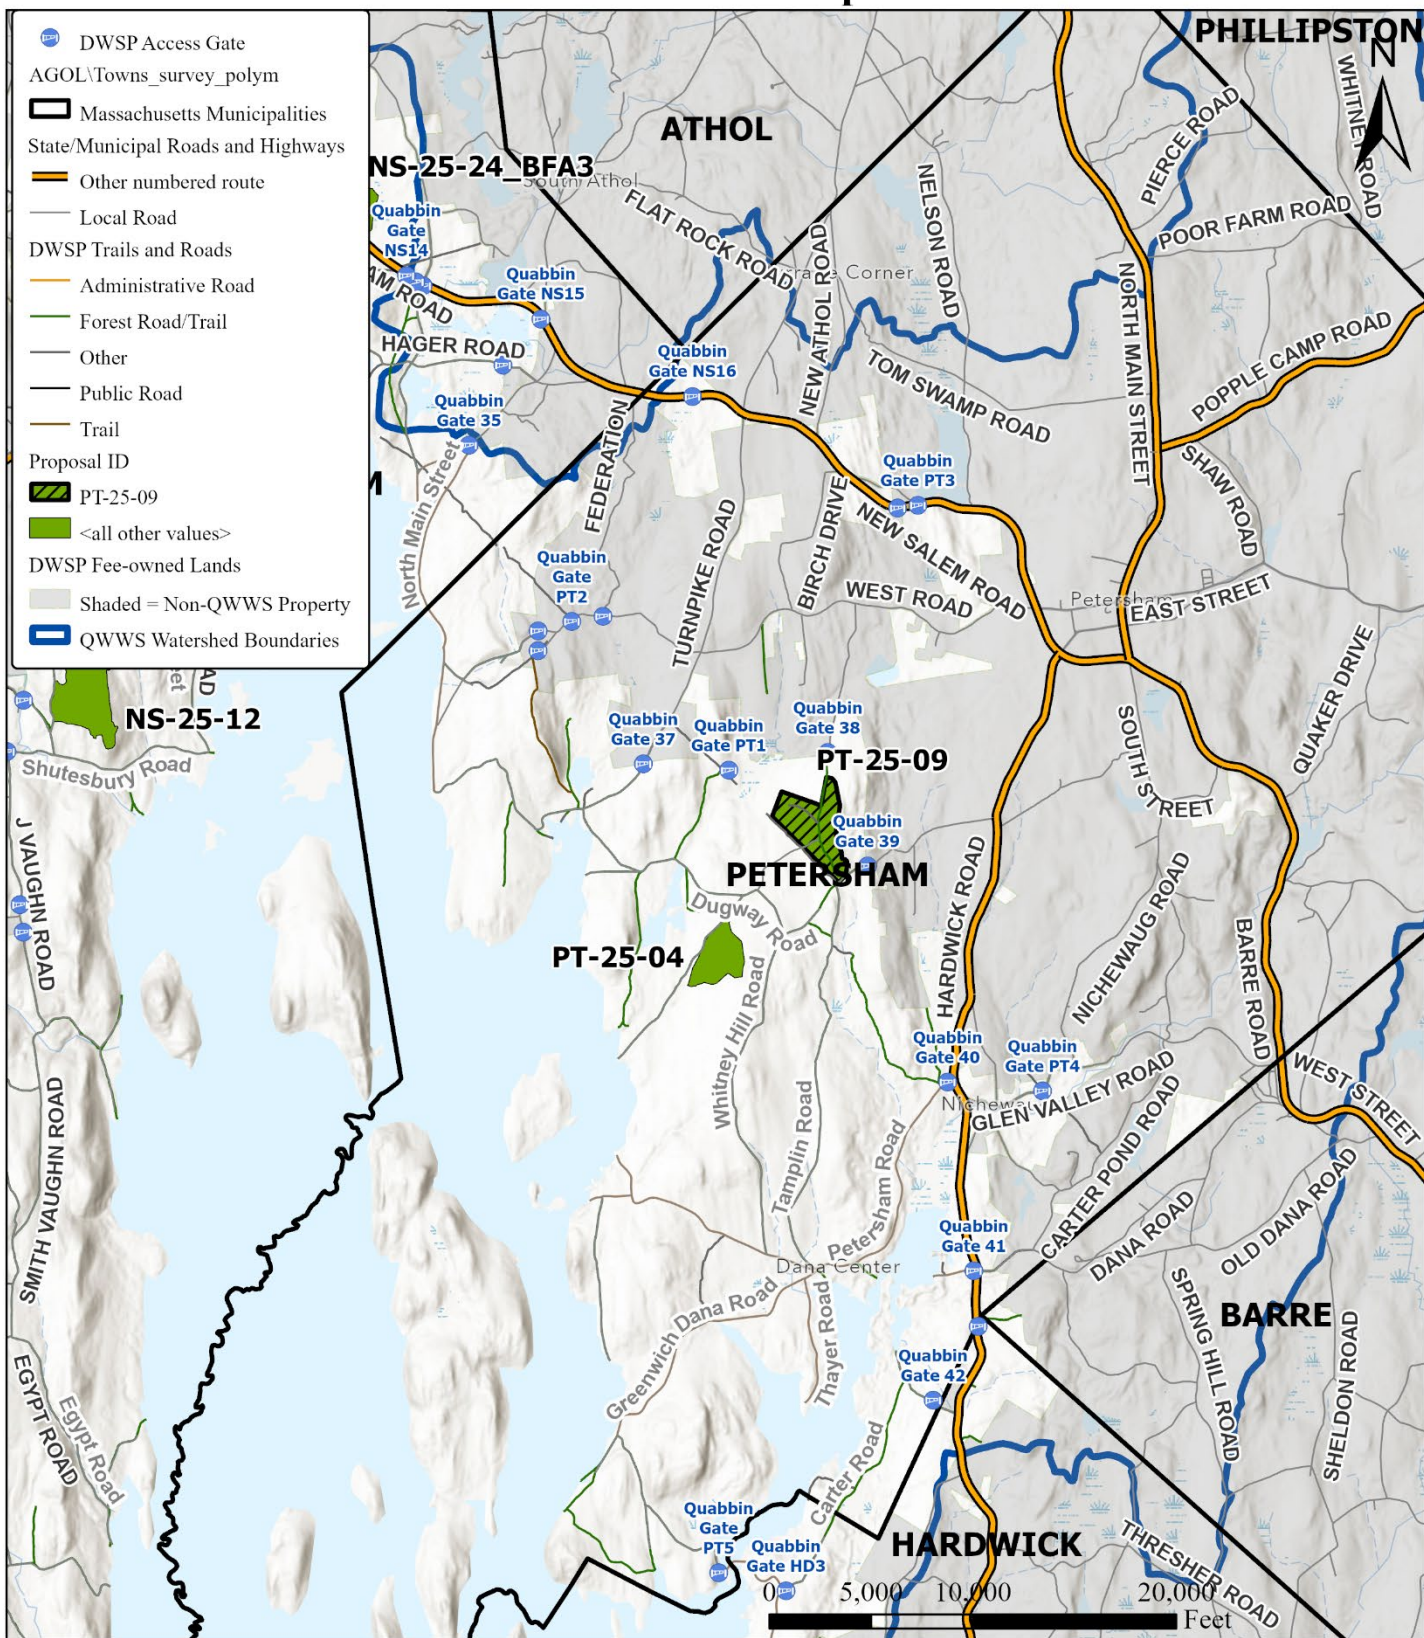 DWSP Access Gate
AGOL\Towns_survey_polym
Massachusetts Municipalities
State/Municipal Roads and Highways
Other numbered route
Local Road
DWSP Trails and Roads
Administrative Road
Forest Road/Trail
Other
Public Road
Trail
Proposal ID
PT-25-09
<all other values>
DWSP Fee-owned Lands
Shaded = Non-QWWS Property
QWWS Watershed Boundaries
PHILLIPSTON
N
WHITNEY ROAD
PIERCE ROAD
ATHOL
NS-25-24_BFA3
South Athol
NELSON ROAD
FLAT ROCK ROAD
POOR FARM ROAD
Quabbin
Gate
NS14
NEW ATHOL ROAD
Corner
NORTH MAIN STREET
Quabbin
Gate NS15
AM ROAD
HAGER ROAD
POPPLE CAMP ROAD
Quabbin
Gate NS16
TOM SWAMP ROAD
Quabbin
Gate 35
FEDERATION
SHAW ROAD
Quabbin
Gate PT3
M
North Main Street
TURNPIKE ROAD
BIRCH DRIVE
NEW SALEM ROAD
Quabbin
Gate
PT2
WEST ROAD
Petersham
EAST STREET
QUAKER DRIVE
AD
reet
NS-25-12
Shutesbury Road
Quabbin
Gate 37
Quabbin
Gate PT1
Quabbin
Gate 38
PT-25-09
SOUTH STREET
Quabbin
Gate 39
PETERSHAM
J VAUGHN ROAD
HARDWICK ROAD
NICHEWAUG ROAD
BARRE ROAD
Dugway Road
PT-25-04
Whitney Hill Road
Quabbin
Gate 40
Quabbin
Gate PT4
Nichewau
GLEN VALLEY ROAD
WEST STREET
SMITH VAUGHN ROAD
Tamplin Road
Petersham Road
CARTER POND ROAD
DANA ROAD
OLD DANA ROAD
Quabbin
Gate 41
Dana Center
Greenwich Dana Road
Thayer Road
SPRING HILL ROAD
BARRE
SHELDON ROAD
Quabbin
Gate 42
EGYPT ROAD
Egypt Road
Carter Road
Quabbin
Gate
PT5
Quabbin
Gate HD3
HARDWICK
THRESHER ROAD
0 5,000 10,000 20,000
Feet